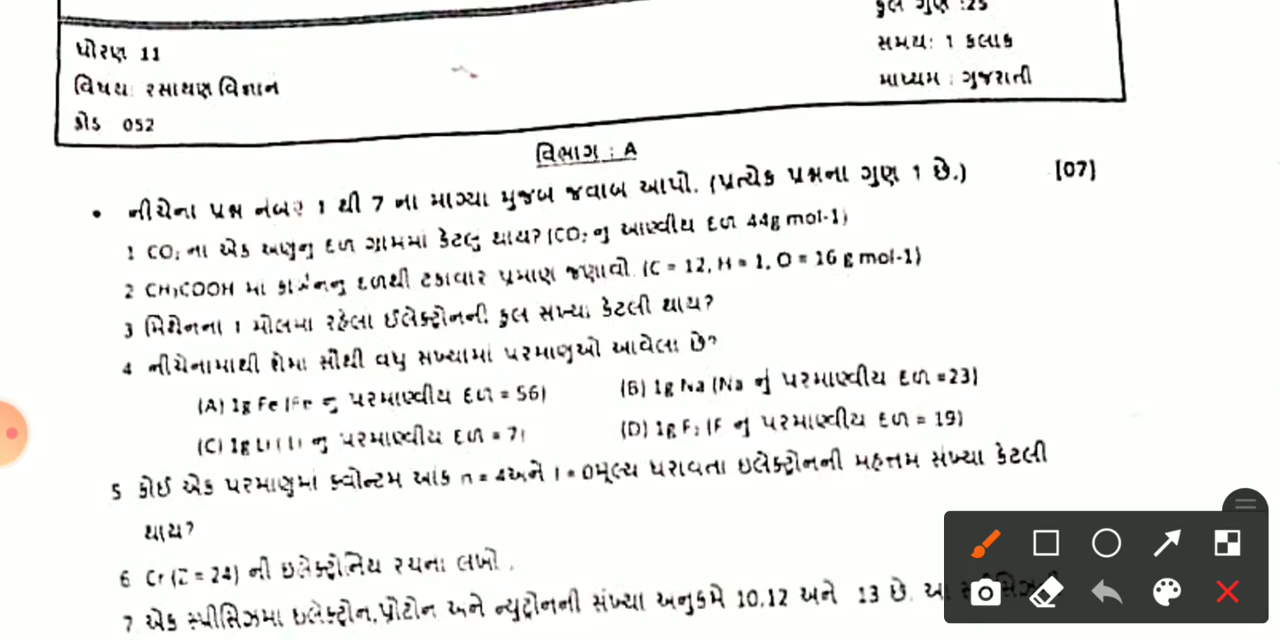 કુલ ગુણ :25
ધોરણ 11
સમય: 1 કલાક
વિષય: રસાયણ વિજ્ઞાન
માધ્યમ : ગુજરાતી
કોડ 052
વિભાગ : A
• નીચેના પ્રશ્ન નંબર 1 થી 7 ના માગ્યા મુજબ જવાબ આપો. (પ્રત્યેક પ્રશ્નના ગુણ 1 છે.) [07]
1 CO₂ ના એક અણુનુ દળ ગ્રામમાં કેટલુ થાય? (CO₂ નુ આણ્વીય દળ 44g mol-1)
2 CH₃COOH મા કાર્બનનુ દળથી ટકાવાર પ્રમાણ જણાવો. (C = 12, H = 1, O = 16 g mol-1)
3 મિથેનના 1 મોલમા રહેલા ઈલેક્ટ્રોનની કુલ સંખ્યા કેટલી થાય?
4 નીચેનામાથી શેમા સૌથી વધુ સંખ્યામાં પરમાણુઓ આવેલા છે?
(A) 1g Fe (Fe નુ પરમાણ્વીય દળ = 56) (B) 1g Na (Na નું પરમાણ્વીય દળ =23)
(C) 1g Li (Li નુ પરમાણ્વીય દળ = 7) (D) 1g F₂ (F નુ પરમાણ્વીય દળ = 19)
5 કોઈ એક પરમાણુમાં ક્વોન્ટમ આંક n = 4અને l = 0મૂલ્ય ધરાવતા ઇલેક્ટ્રોનની મહત્તમ સંખ્યા કેટલી
થાય?
6 Cr (Z = 24) ની ઇલેક્ટ્રોનિય રચના લખો .
7 એક સ્પીસિઝમા ઇલેક્ટ્રોન, પ્રોટોન અને ન્યુટ્રોનની સંખ્યા અનુક્રમે 10,12 અને 13 છે. આ